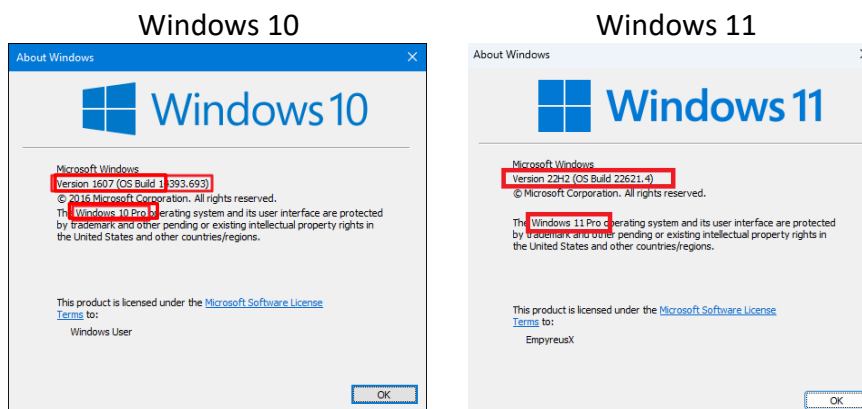 Windows 10
About Windows
Windows 10
Microsoft Windows
Version 1607 (OS Build 14393.693)
© 2016 Microsoft Corporation. All rights reserved.
The Windows 10 Pro operating system and its user interface are protected
by trademark and other pending or existing intellectual property rights in
the United States and other countries/regions.
This product is licensed under the Microsoft Software License
Terms to:
Windows User
OK
Windows 11
About Windows
Windows 11
Microsoft Windows
Version 22H2 (OS Build 22621.4)
© Microsoft Corporation. All rights reserved.
The Windows 11 Pro operating system and its user interface are protected
by trademark and other pending or existing intellectual property rights in
the United States and other countries/regions.
This product is licensed under the Microsoft Software License
Terms to:
EmpyreusX
OK